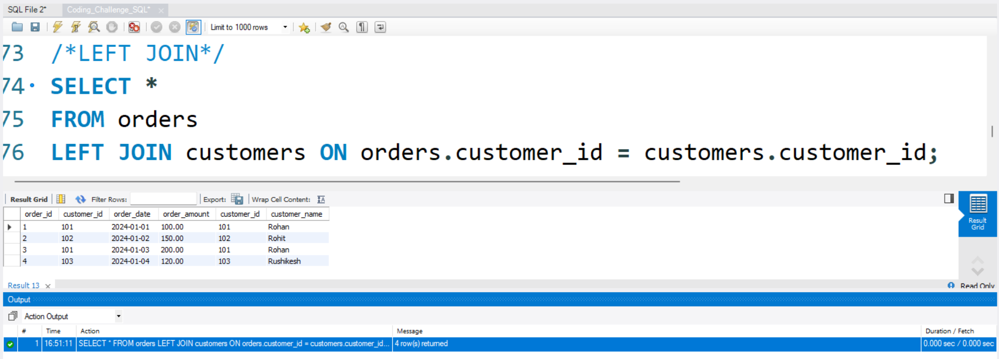 SQL File 2* Coding_Challenge_SQL*
Limit to 1000 rows
73 /*LEFT JOIN*/
74 SELECT *
75 FROM orders
76 LEFT JOIN customers ON orders.customer_id = customers.customer_id;
Result Grid Filter Rows: Export: Wrap Cell Content:
order_id customer_id order_date order_amount customer_id customer_name
1 101 2024-01-01 100.00 101 Rohan
2 102 2024-01-02 150.00 102 Rohit
3 101 2024-01-03 200.00 101 Rohan
4 103 2024-01-04 120.00 103 Rushikesh
Result
Grid
Result 13 Read Only
Output
Action Output
# Time Action Message Duration / Fetch
1 16:51:11 SELECT * FROM orders LEFT JOIN customers ON orders.customer_id = customers.customer_id... 4 row(s) returned 0.000 sec / 0.000 sec